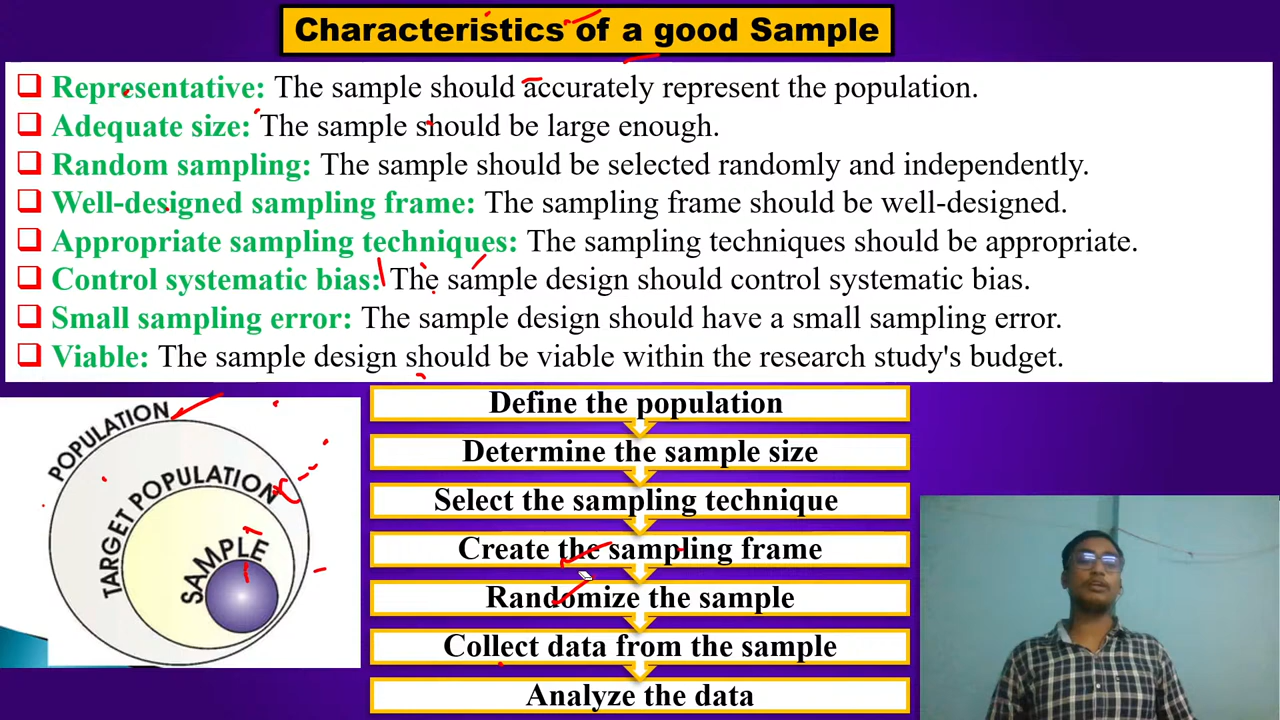 Characteristics of a good Sample
Representative: The sample should accurately represent the population.
Adequate size: The sample should be large enough.
Random sampling: The sample should be selected randomly and independently.
Well-designed sampling frame: The sampling frame should be well-designed.
Appropriate sampling techniques: The sampling techniques should be appropriate.
Control systematic bias: The sample design should control systematic bias.
Small sampling error: The sample design should have a small sampling error.
Viable: The sample design should be viable within the research study's budget.
POPULATION
TARGET POPULATION
SAMPLE
Define the population
Determine the sample size
Select the sampling technique
Create the sampling frame
Randomize the sample
Collect data from the sample
Analyze the data